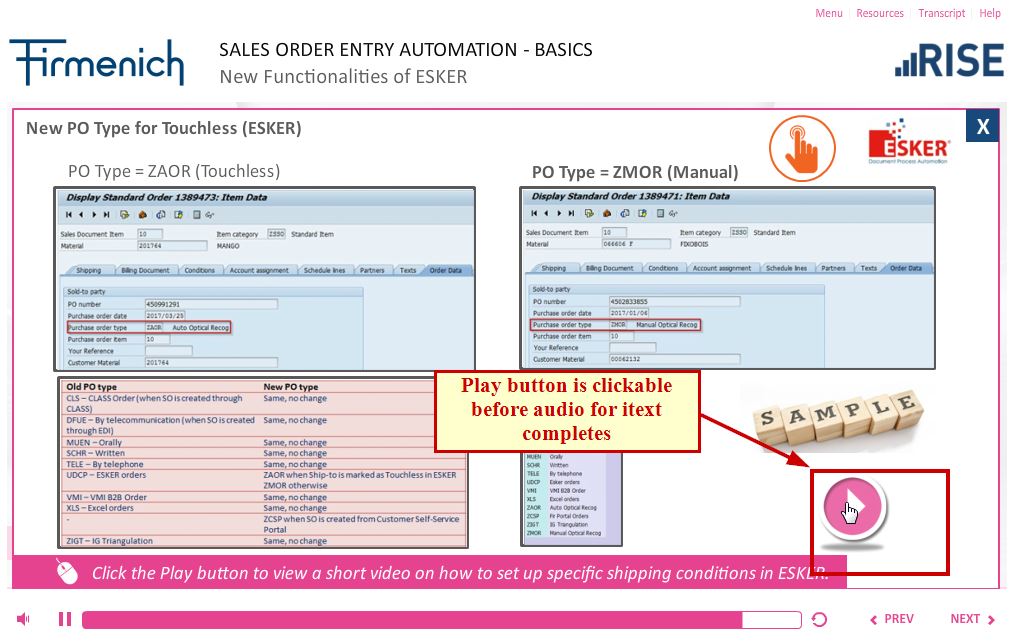 Menu
Resources
Transcript
Help
Firmenich
SALES ORDER ENTRY AUTOMATION - BASICS
New Functionalities of ESKER
RISE
New PO Type for Touchless (ESKER)
X
ESKER
Document Process Automation
PO Type = ZAOR (Touchless)
Display Standard Order 1389473: Item Data
Sales Document Item 10 Item category ZSSO Standard Item
Material 201764 MANGO
Shipping Billing Document Conditions Account assignment Schedule lines Partners Texts Order Data
Sold-to party
PO number 450991291
Purchase order date 2017/03/25
Purchase order type ZAOR Auto Optical Recog
Purchase order item 10
Your Reference
Customer Material 201764
PO Type = ZMOR (Manual)
Display Standard Order 1389471: Item Data
Sales Document Item 10 Item category ZSSO Standard Item
Material 066606 F FIXOBOIS
Shipping Billing Document Conditions Account assignment Schedule lines Partners Texts Order Data
Sold-to party
PO number 4502833855
Purchase order date 2017/01/06
Purchase order type ZMOR Manual Optical Recog
Purchase order item 10
Your Reference
Customer Material 00062132
Old PO type New PO type
CLS – CLASS Order (when SO is created through Same, no change
CLASS)
DFUE – By telecommunication (when SO is created Same, no change
through EDI)
MUEN – Orally Same, no change
SCHR – Written Same, no change
TELE – By telephone Same, no change
UDCP – ESKER orders ZAOR when Ship-to is marked as Touchless in ESKER
ZMOR otherwise
VMI – VMI B2B Order Same, no change
XLS – Excel orders Same, no change
- ZCSP when SO is created from Customer Self-Service
Portal
ZIGT – IG Triangulation Same, no change
Play button is clickable
before audio for itext
completes
MUEN Orally
SCHR Written
TELE By telephone
UDCP Esker orders
VMI VMI B2B Order
XLS Excel orders
ZAOR Auto Optical Recog
ZCSP Fir Portal Orders
ZIGT IG Triangulation
ZMOR Manual Optical Recog
SAMPLE
Click the Play button to view a short video on how to set up specific shipping conditions in ESKER.
PREV
NEXT